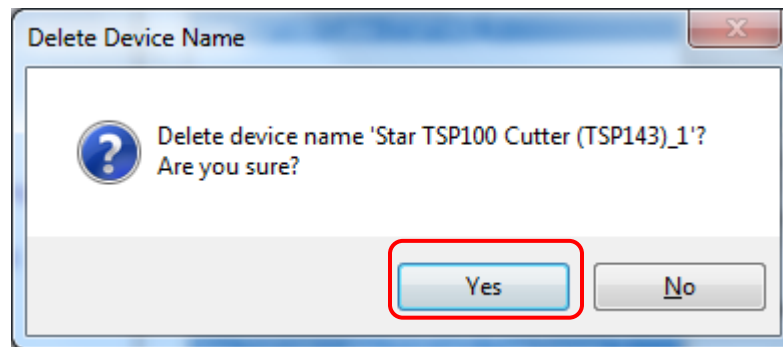 Delete Device Name
Delete device name 'Star TSP100 Cutter (TSP143)_1'?
Are you sure?
Yes
No